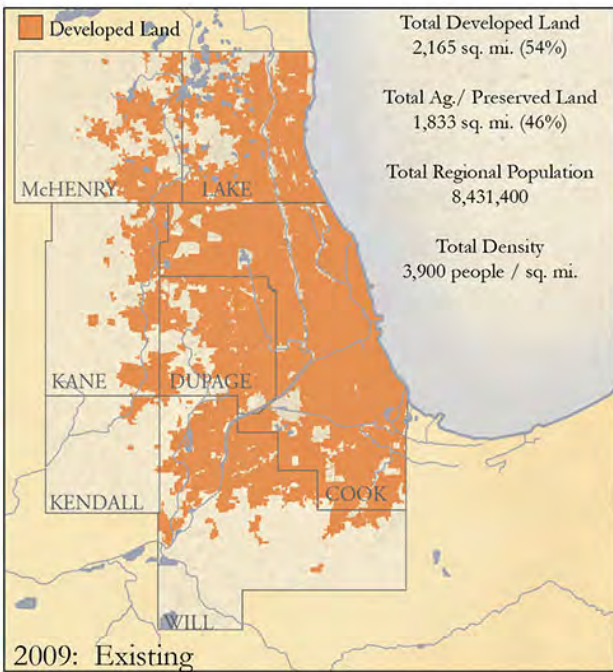 Developed Land
Total Developed Land
2,165 sq. mi. (54%)
Total Ag./ Preserved Land
1,833 sq. mi. (46%)
Total Regional Population
8,431,400
Total Density
3,900 people / sq. mi.
McHENRY
LAKE
KANE
DUPAGE
KENDALL
COOK
WILL
2009: Existing